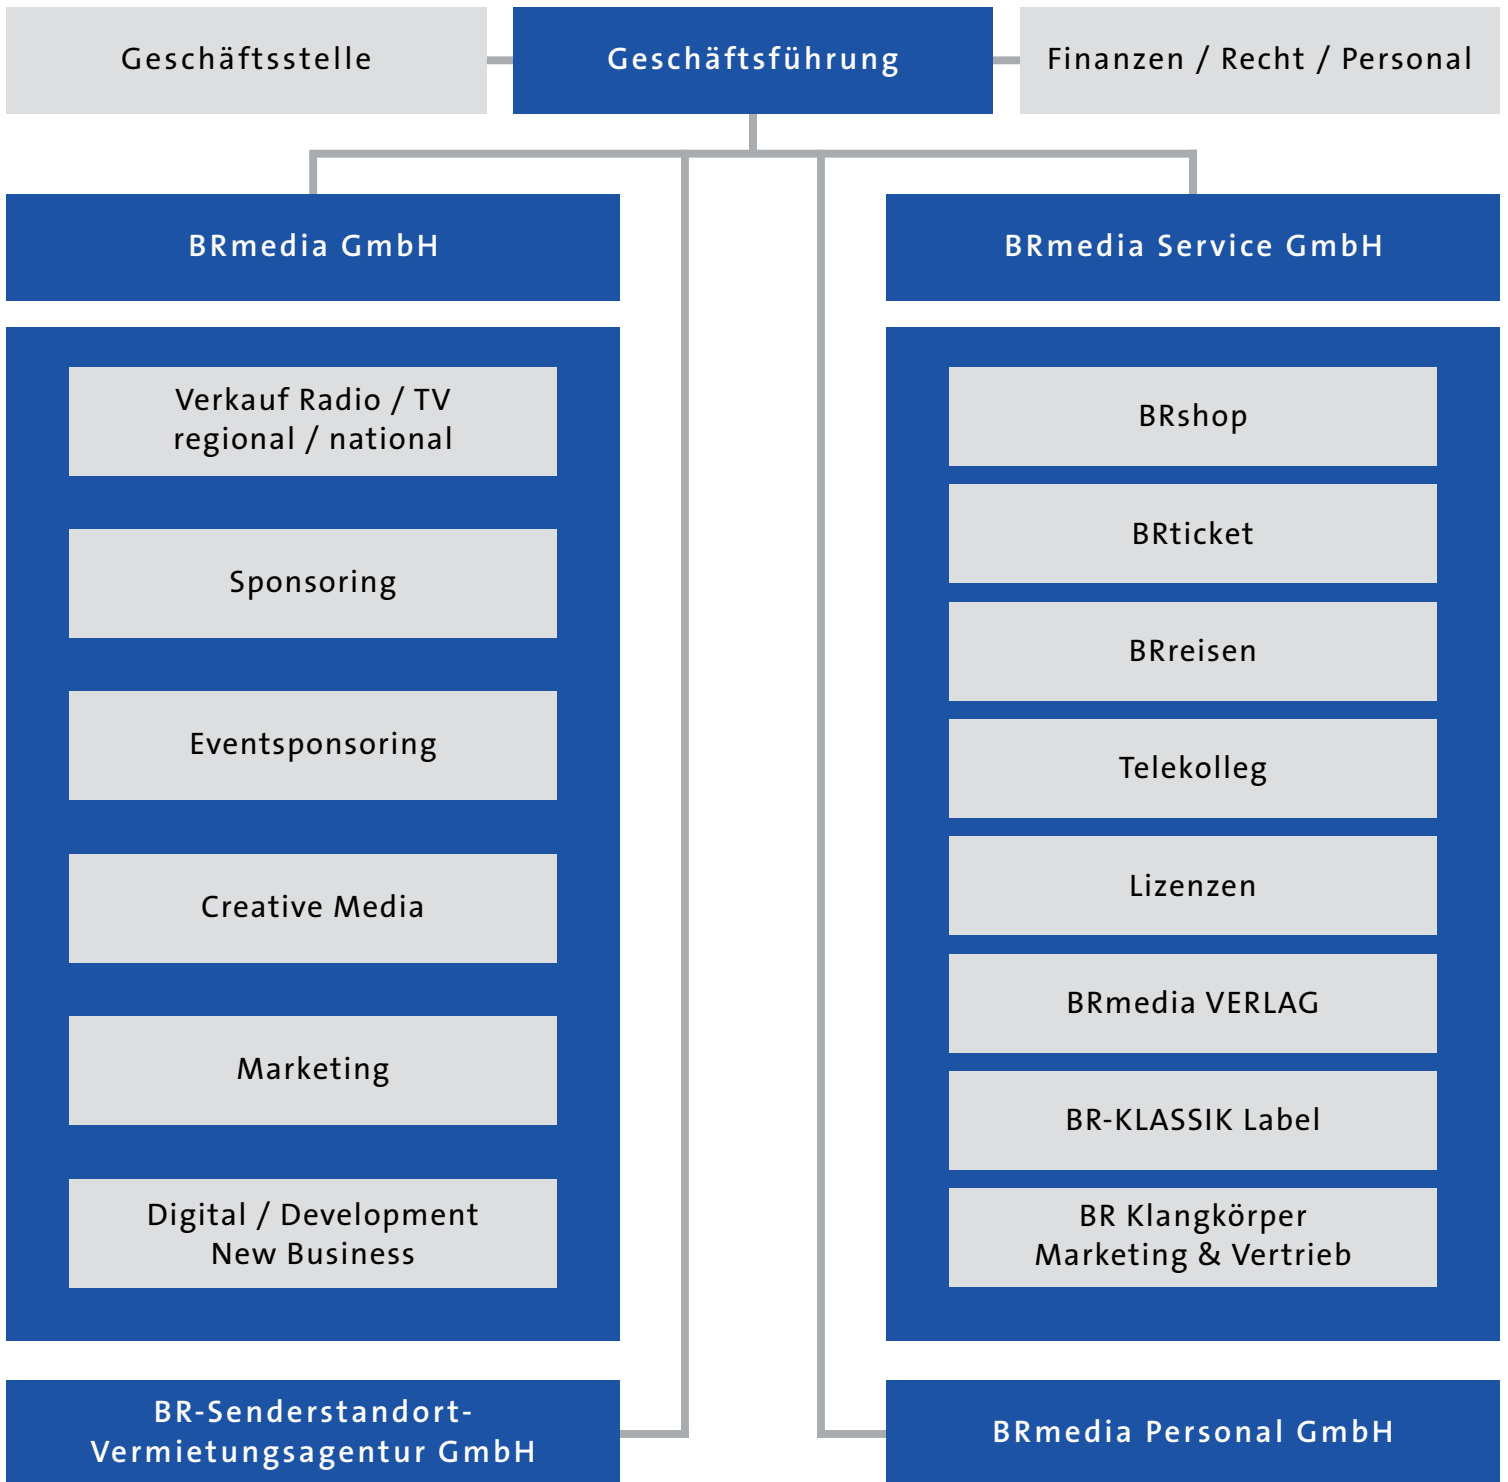 Geschäftsstelle
Geschäftsführung
Finanzen / Recht / Personal
BRmedia GmbH
Verkauf Radio / TV
regional / national
Sponsoring
Eventsponsoring
Creative Media
Marketing
Digital / Development
New Business
BRmedia Service GmbH
BRshop
BRticket
BRreisen
Telekolleg
Lizenzen
BRmedia VERLAG
BR-KLASSIK Label
BR Klangkörper
Marketing & Vertrieb
BR-Senderstandort-
Vermietungsagentur GmbH
BRmedia Personal GmbH